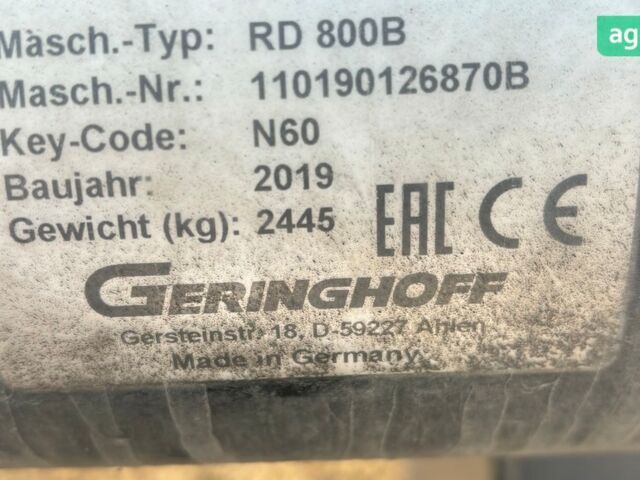 Masch.-Typ: RD 800B
Masch.-Nr.: 110190126870B
Key-Code: N60
Baujahr: 2019
Gewicht (kg): 2445
EAC CE
GERINGHOFF
Gersteinstr. 18, D-59227 Ahlen
Made in Germany
ag